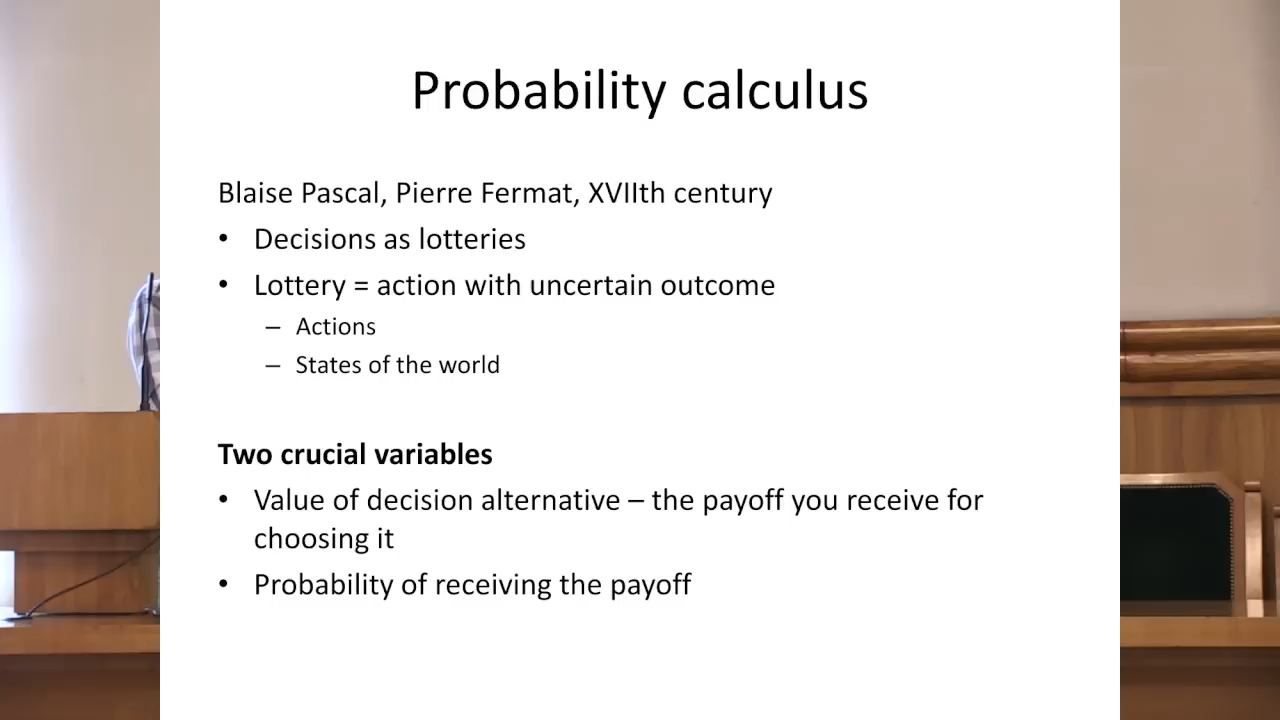 Probability calculus
Blaise Pascal, Pierre Fermat, XVIIth century
• Decisions as lotteries
• Lottery = action with uncertain outcome
– Actions
– States of the world
Two crucial variables
• Value of decision alternative – the payoff you receive for
choosing it
• Probability of receiving the payoff